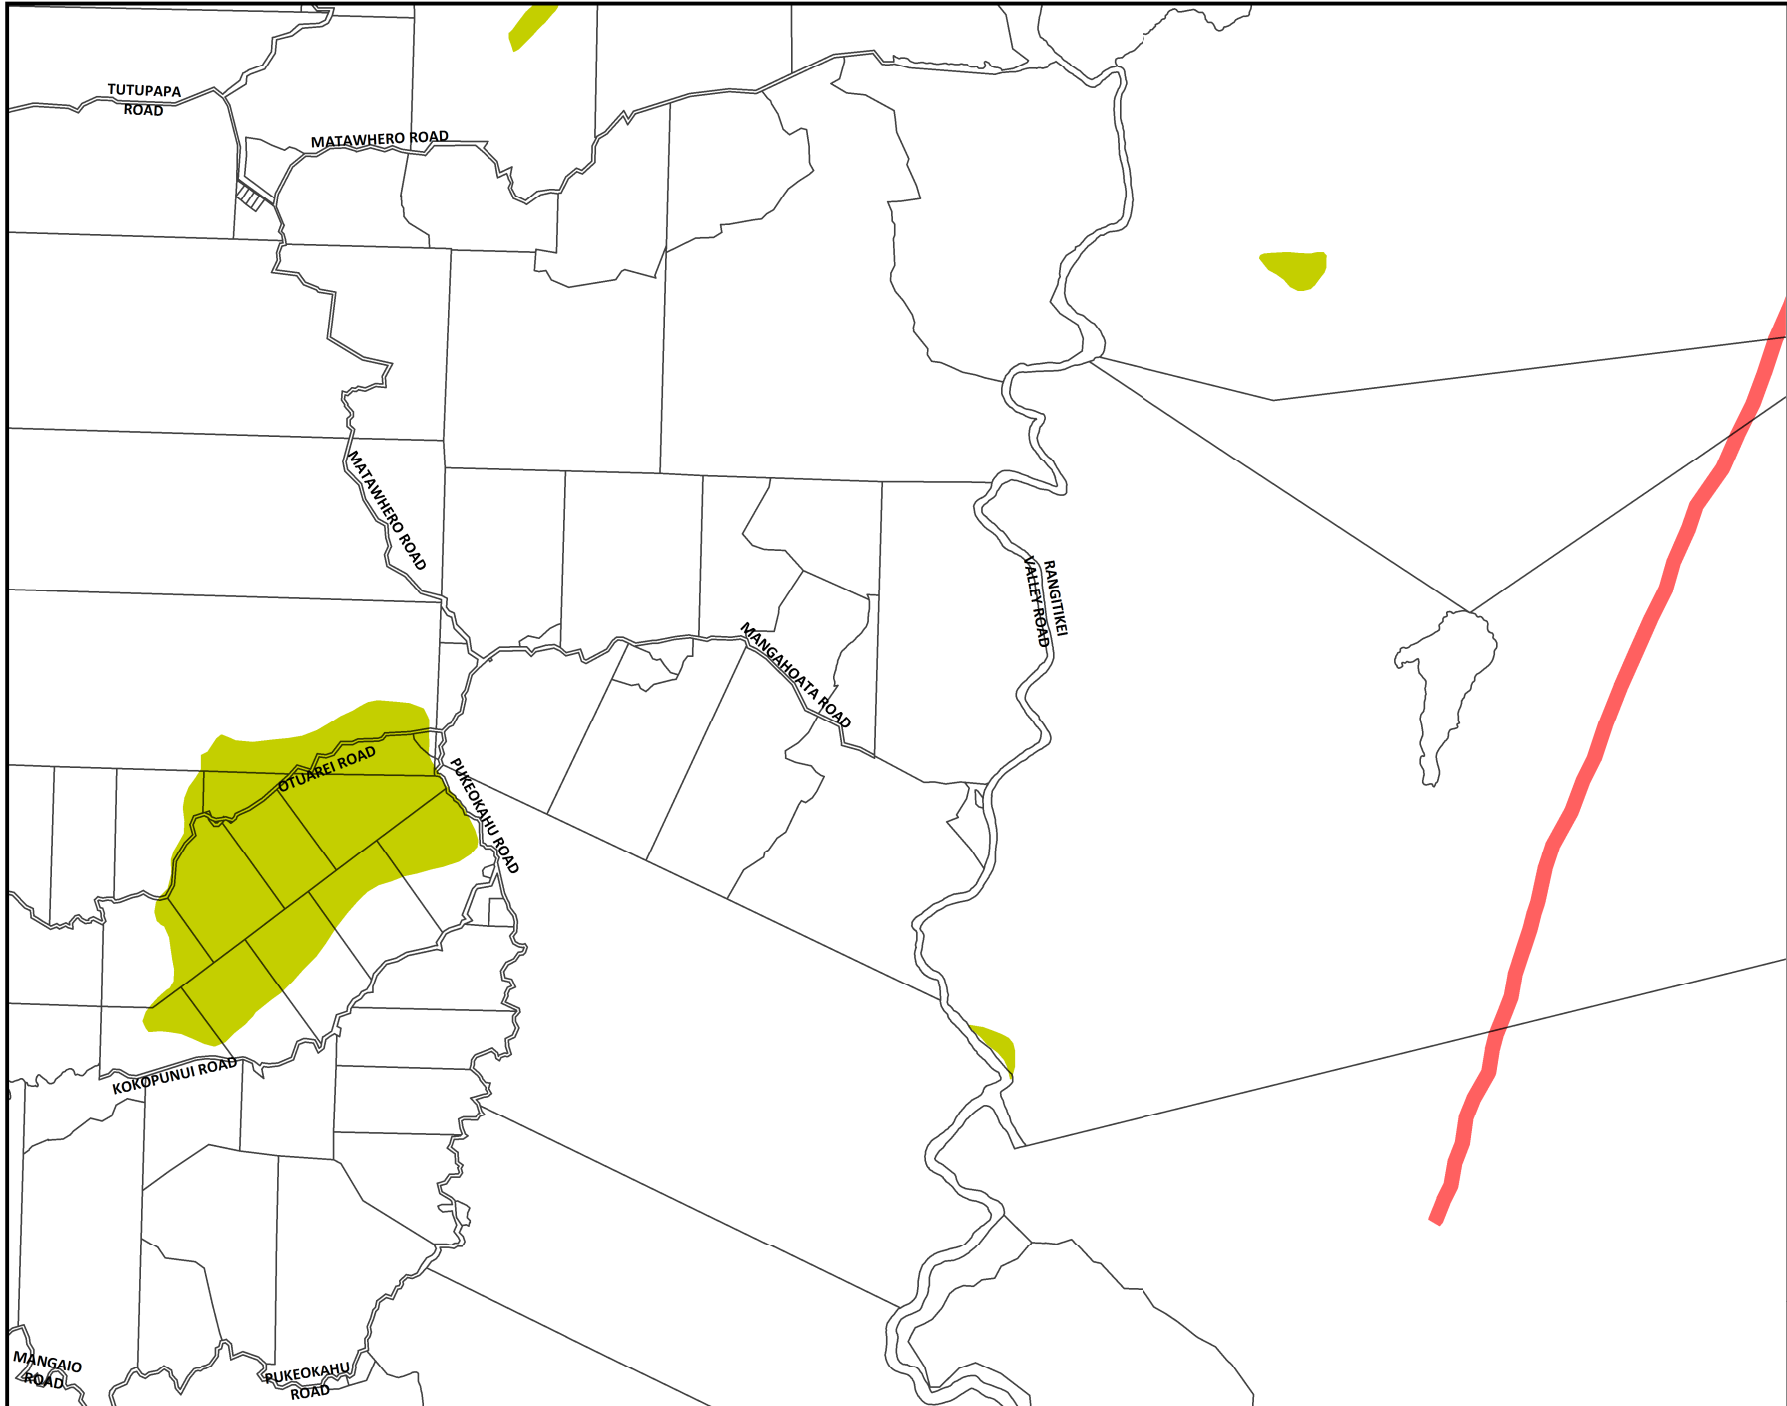 TUTUPAPA
ROAD
MATAWHERO ROAD
MATAWHERO ROAD
RANGITIKEI
VALLEY ROAD
MANGAHOATA ROAD
OTUAREI ROAD
PUKEOKAHU ROAD
KOKOPUNUI ROAD
MANGAIO
ROAD
PUKEOKAHU
ROAD